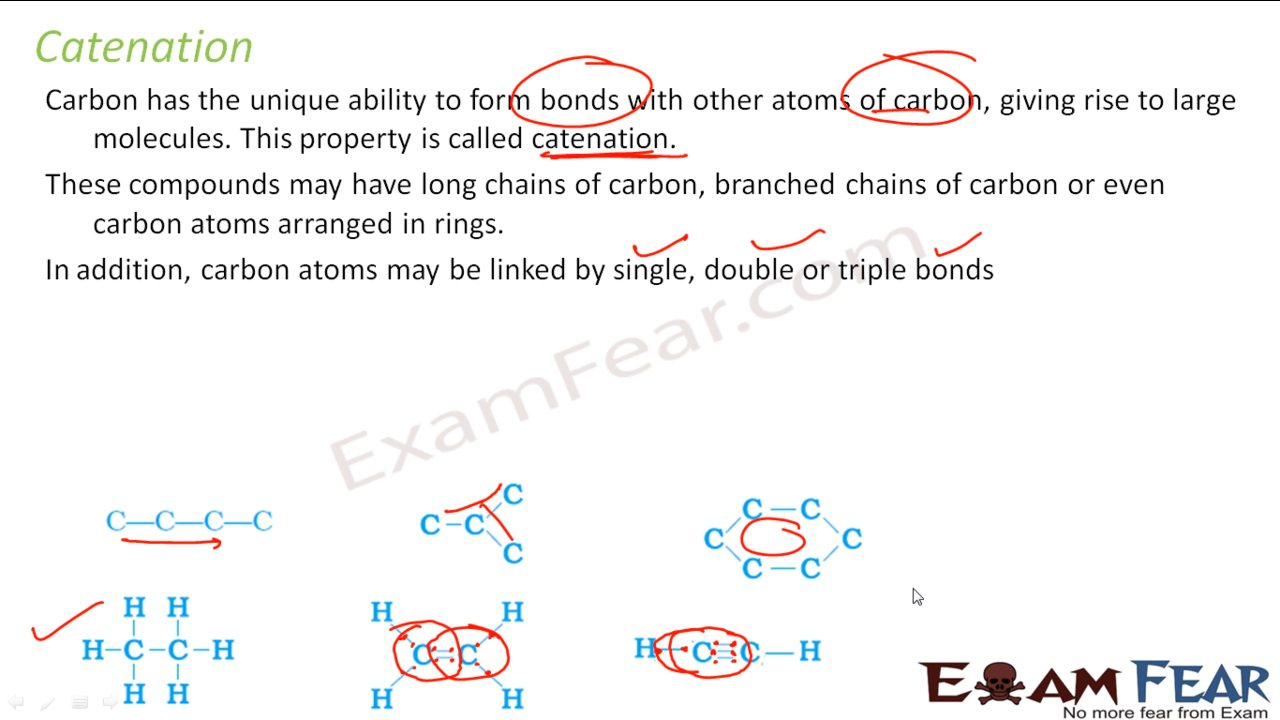 Catenation
Carbon has the unique ability to form bonds with other atoms of carbon, giving rise to large
molecules. This property is called catenation.
These compounds may have long chains of carbon, branched chains of carbon or even
carbon atoms arranged in rings.
In addition, carbon atoms may be linked by single, double or triple bonds
ExamFear.com
C—C—C—C
C
C–C
C
C—C
C C
C—C
H H
H–C–C–H
H H
H H
C=C
H H
H—C≡C—H
EXAM FEAR
No more fear from Exam